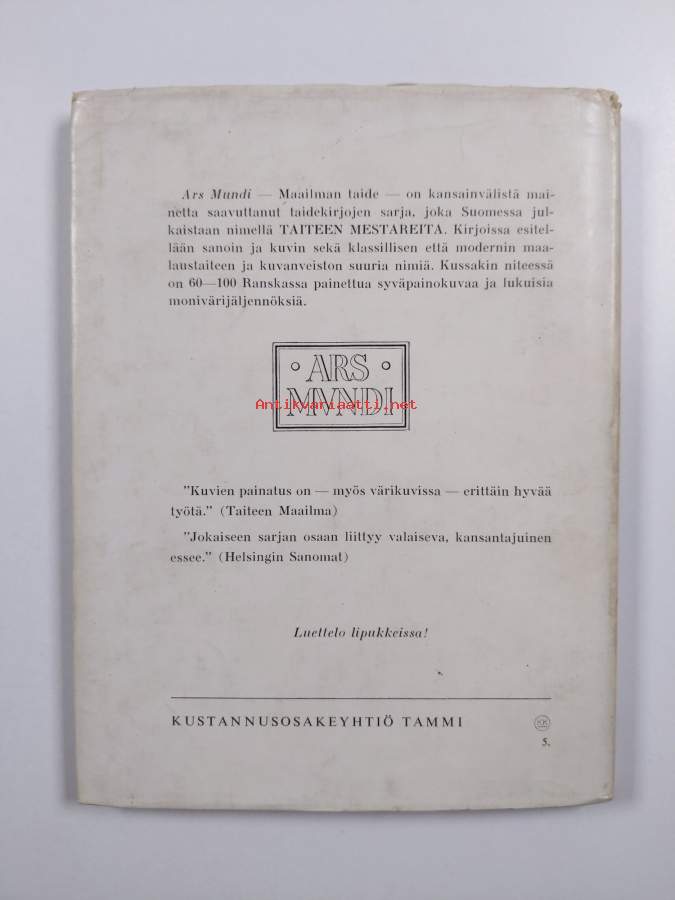 Ars Mundi — Maailman taide — on kansainvälistä mai-
netta saavuttanut taidekirjojen sarja, joka Suomessa jul-
kaistaan nimellä TAITEEN MESTAREITA. Kirjoissa esitel-
lään sanoin ja kuvin sekä klassillisen että modernin maa-
laustaiteen ja kuvanveiston suuria nimiä. Kussakin niteessä
on 60—100 Ranskassa painettua syväpainokuvaa ja lukuisia
monivärijäljennöksiä.
ARS
MVNDI
Antikvariaatti.net
"Kuvien painatus on — myös värikuvissa — erittäin hyvää
työtä." (Taiteen Maailma)
"Jokaiseen sarjan osaan liittyy valaiseva, kansantajuinen
essee." (Helsingin Sanomat)
Luettelo lipukkeissa!
KUSTANNUSOSAKEYHTIÖ TAMMI
5.